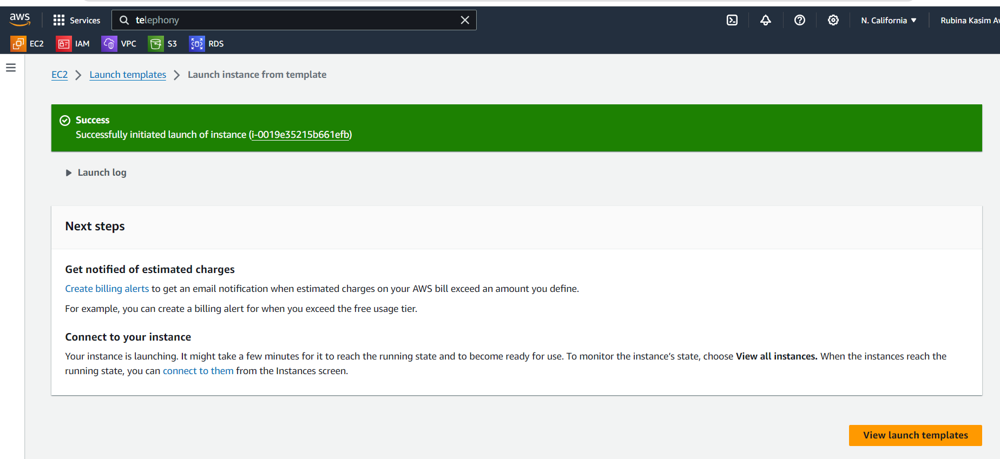 aws
Services
telephony
N. California
Rubina Kasim Aw
EC2
IAM
VPC
S3
RDS
EC2 > Launch templates > Launch instance from template
Success
Successfully initiated launch of instance (i-0019e35215b661efb)
Launch log
Next steps
Get notified of estimated charges
Create billing alerts to get an email notification when estimated charges on your AWS bill exceed an amount you define.
For example, you can create a billing alert for when you exceed the free usage tier.
Connect to your instance
Your instance is launching. It might take a few minutes for it to reach the running state and to become ready for use. To monitor the instance’s state, choose View all instances. When the instances reach the
running state, you can connect to them from the Instances screen.
View launch templates